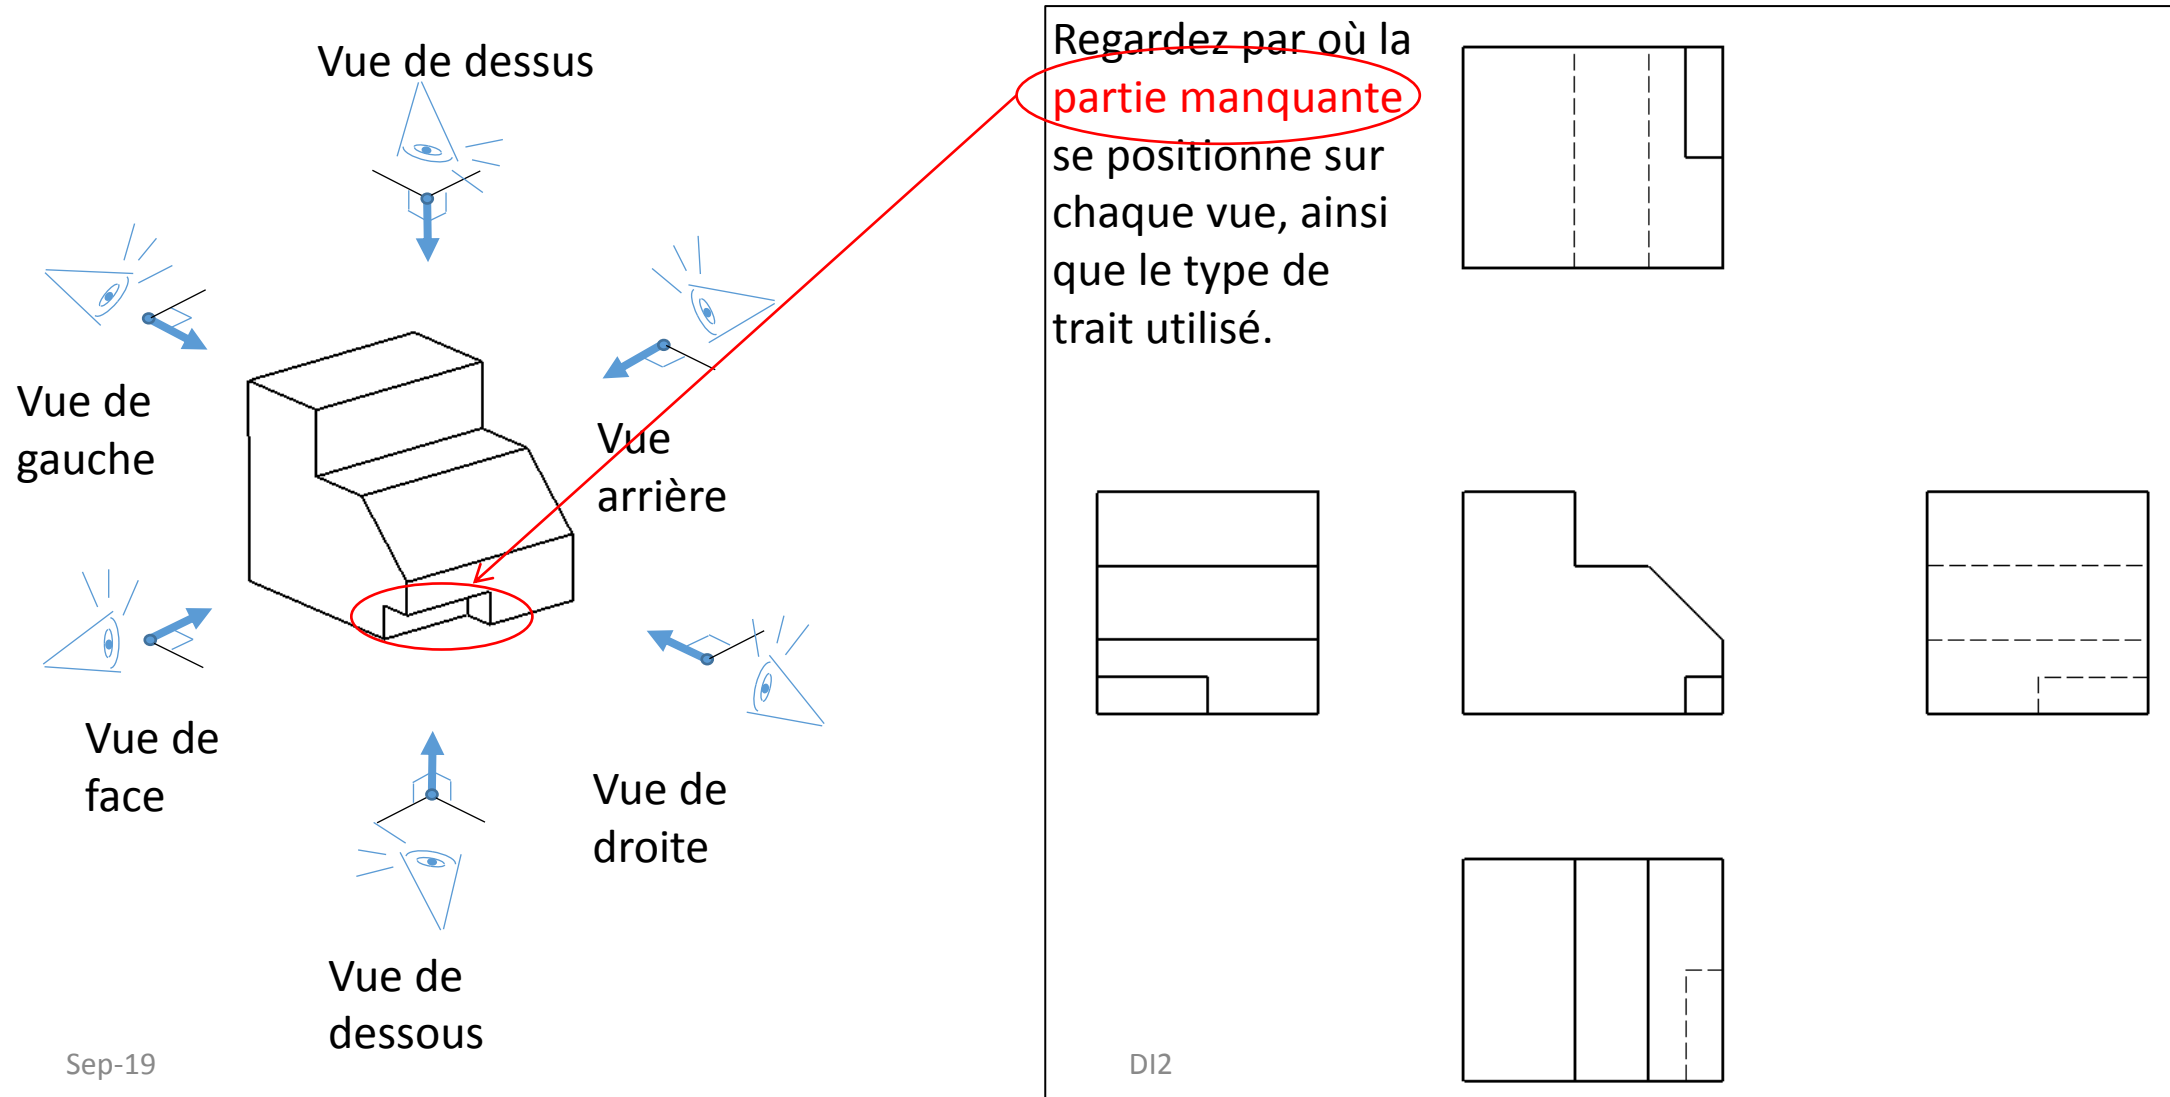 Vue de dessus
Vue de
gauche
Vue
arrière
Vue de
face
Vue de
droite
Vue de
dessous
Sep-19
Regardez par où la
partie manquante
se positionne sur
chaque vue, ainsi
que le type de
trait utilisé.
DI2